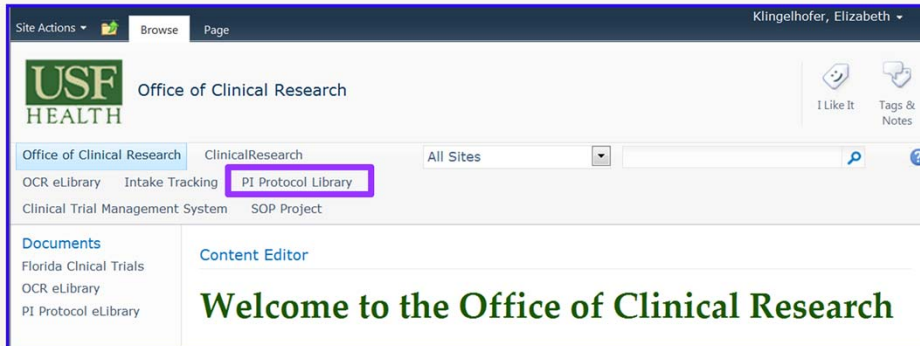 Klingelhofer, Elizabeth
Site Actions Browse Page
USF HEALTH
Office of Clinical Research
I Like It
Tags & Notes
Office of Clinical Research ClinicalResearch All Sites
OCR eLibrary Intake Tracking PI Protocol Library
Clinical Trial Management System SOP Project
Documents
Florida Clnical Trials
OCR eLibrary
PI Protocol eLibrary
Content Editor
Welcome to the Office of Clinical Research